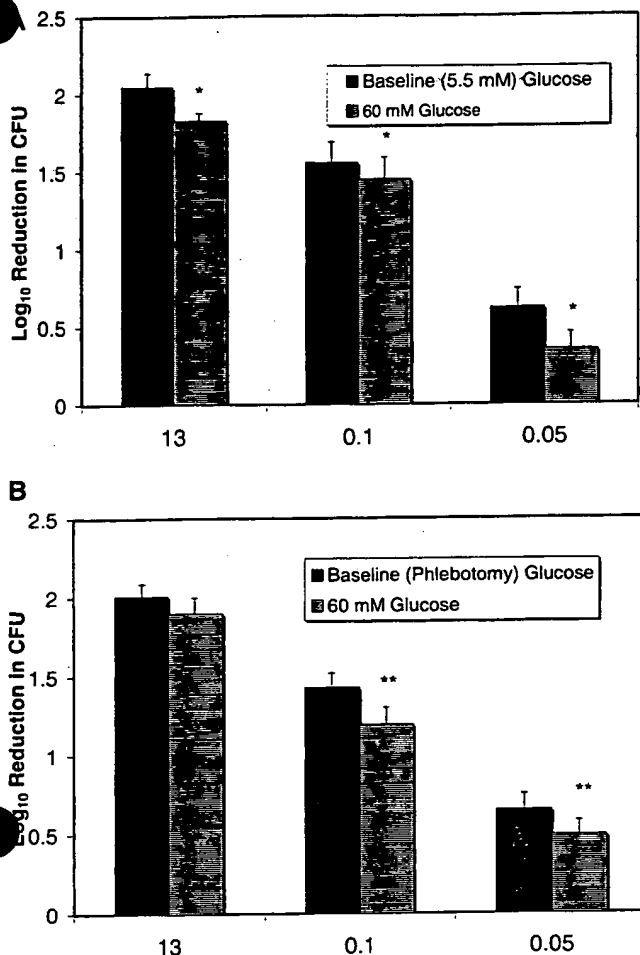 A
2.5
2
1.5
1
0.5
0
Log10 Reduction in CFU
Baseline (5.5 mM) Glucose
60 mM Glucose
*
*
*
13
0.1
0.05
B
2.5
2
1.5
1
0.5
0
Log10 Reduction in CFU
Baseline (Phlebotomy) Glucose
60 mM Glucose
**
**
13
0.1
0.05